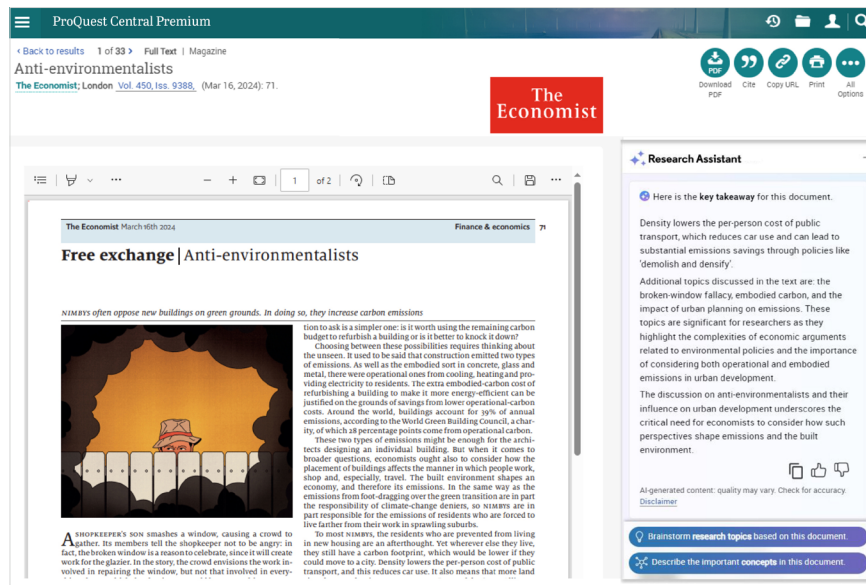 ProQuest Central Premium
Back to results 1 of 33 Full Text | Magazine
Anti-environmentalists
The Economist; London Vol. 450, Iss. 9388, (Mar 16, 2024): 71.
Download PDF
Cite
Copy URL
Print
All Options
The
Economist
1 of 2
The Economist March 16th 2024 Finance & economics 71
Free exchange | Anti-environmentalists
NIMBYS often oppose new buildings on green grounds. In doing so, they increase carbon emissions
A SHOPKEEPER'S SON smashes a window, causing a crowd to
gather. Its members tell the shopkeeper not to be angry: in
fact, the broken window is a reason to celebrate, since it will create
work for the glazier. In the story, the crowd envisions the work in-
volved in repairing the window, but not that involved in every-
tion to ask is a simpler one: is it worth using the remaining carbon
budget to refurbish a building or is it better to knock it down?
Choosing between these possibilities requires thinking about
the unseen. It used to be said that construction emitted two types
of emissions. As well as the embodied sort in concrete, glass and
metal, there were operational ones from cooling, heating and pro-
viding electricity to residents. The extra embodied-carbon cost of
refurbishing a building to make it more energy-efficient can be
justified on the grounds of savings from lower operational-carbon
costs. Around the world, buildings account for 39% of annual
emissions, according to the World Green Building Council, a char-
ity, of which 28 percentage points come from operational carbon.
These two types of emissions might be enough for the archi-
tects designing an individual building. But when it comes to
broader questions, economists ought also to consider how the
placement of buildings affects the manner in which people work,
shop and, especially, travel. The built environment shapes an
economy, and therefore its emissions. In the same way as the
emissions from foot-dragging over the green transition are in part
the responsibility of climate-change deniers, so NIMBYS are in
part responsible for the emissions of residents who are forced to
live farther from their work in sprawling suburbs.
To most NIMBYS, the residents who are prevented from living
in new housing are an afterthought. Yet wherever else they live,
they still have a carbon footprint, which would be lower if they
could move to a city. Density lowers the per-person cost of public
transport, and this reduces car use. It also means that more land
Research Assistant
Here is the key takeaway for this document.
Density lowers the per-person cost of public
transport, which reduces car use and can lead to
substantial emissions savings through policies like
'demolish and densify'.
Additional topics discussed in the text are: the
broken-window fallacy, embodied carbon, and the
impact of urban planning on emissions. These
topics are significant for researchers as they
highlight the complexities of economic arguments
related to environmental policies and the importance
of considering both operational and embodied
emissions in urban development.
The discussion on anti-environmentalists and their
influence on urban development underscores the
critical need for economists to consider how such
perspectives shape emissions and the built
environment.
AI-generated content: quality may vary. Check for accuracy.
Disclaimer
Brainstorm research topics based on this document.
Describe the important concepts in this document.